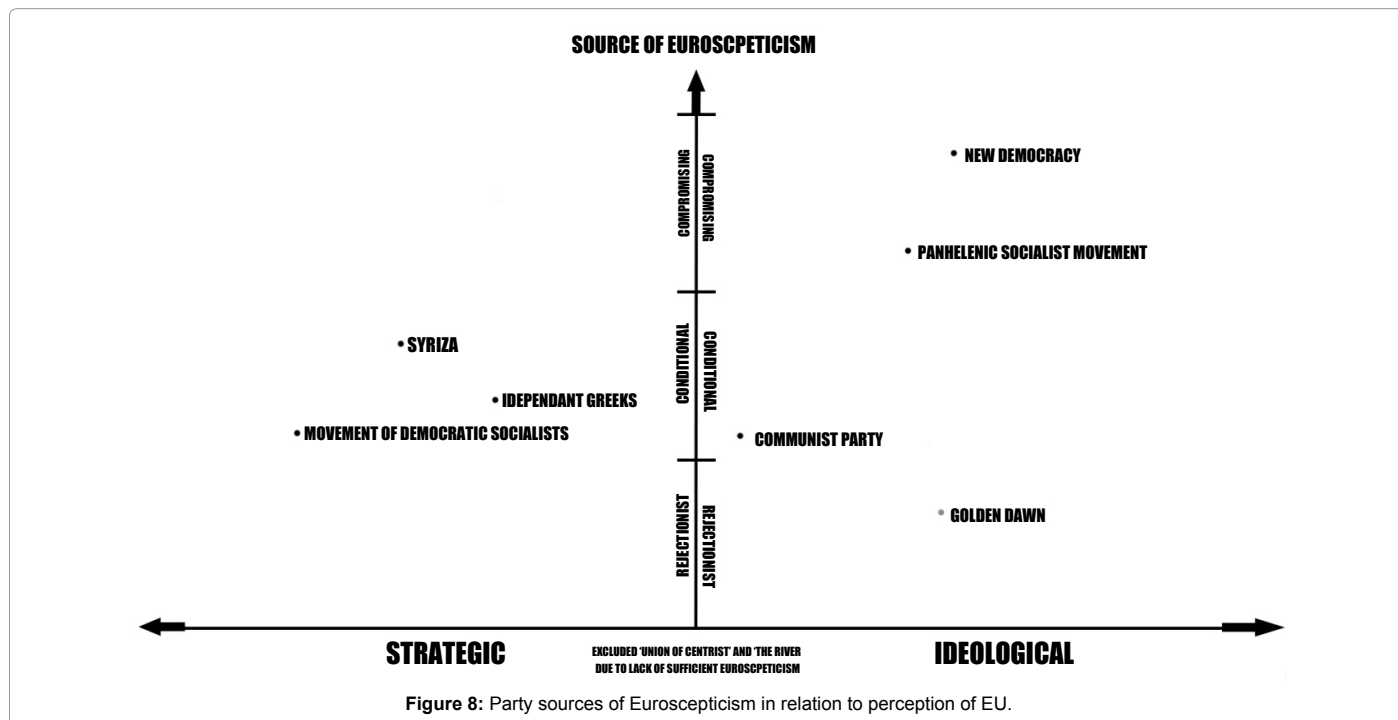 SOURCE OF EUROSCPETICISM
COMPROMISING
COMPROMISING
NEW DEMOCRACY
PANHELENIC SOCIALIST MOVEMENT
CONDITIONAL
CONDITIONAL
SYRIZA
IDEPENDANT GREEKS
MOVEMENT OF DEMOCRATIC SOCIALISTS
COMMUNIST PARTY
REJECTIONIST
REJECTIONIST
GOLDEN DAWN
STRATEGIC
EXCLUDED 'UNION OF CENTRIST' AND 'THE RIVER
DUE TO LACK OF SUFFICIENT EUROSCPETICISM
IDEOLOGICAL
Figure 8: Party sources of Euroscepticism in relation to perception of EU.